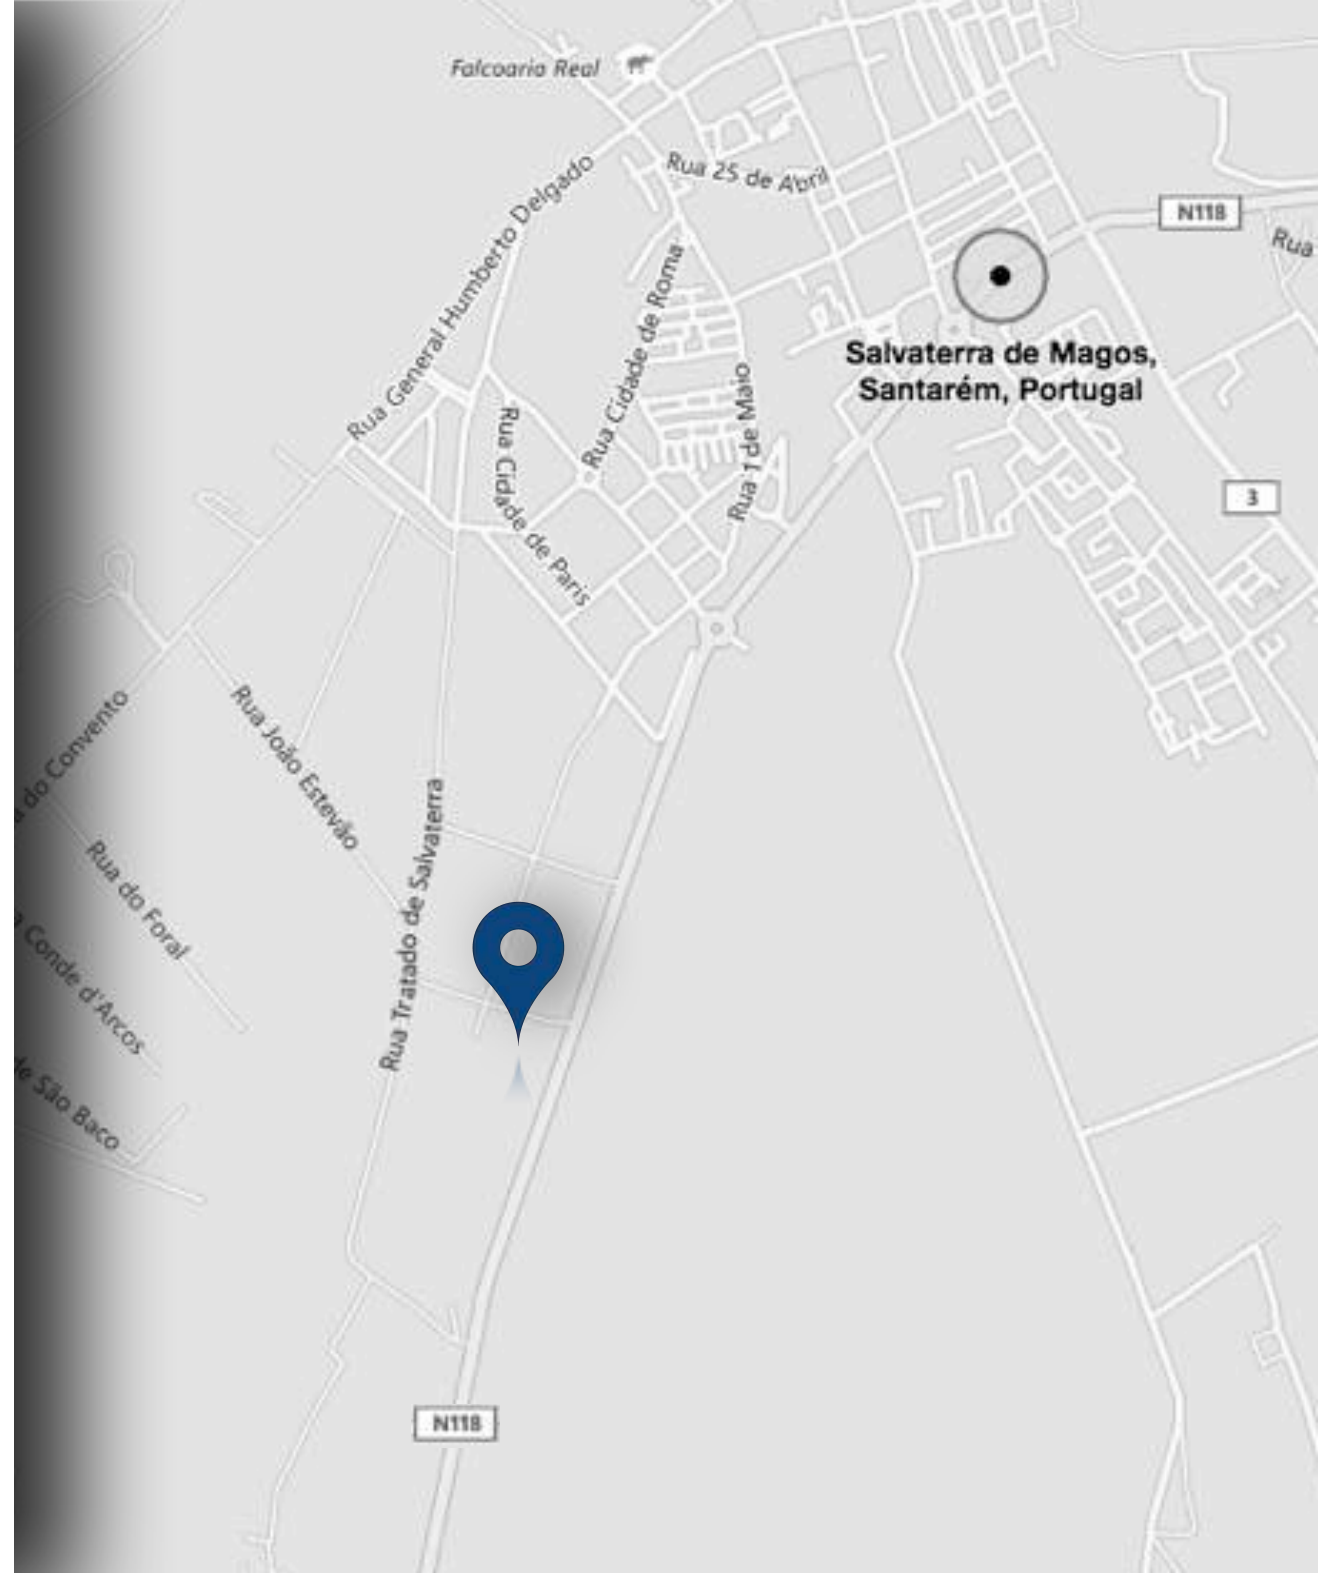 Falcoaria Real
Rua 25 de Abril
N118
Rua
Rua General Humberto Delgado
Rua Cidade de Roma
Salvaterra de Magos,
Santarém, Portugal
Rua 1 de Maio
Rua Cidade de Paris
3
Rua João Estevão
do Convento
Rua Tratado de Salvaterra
Rua do Foral
Conde d'Arcos
de São Baco
N118